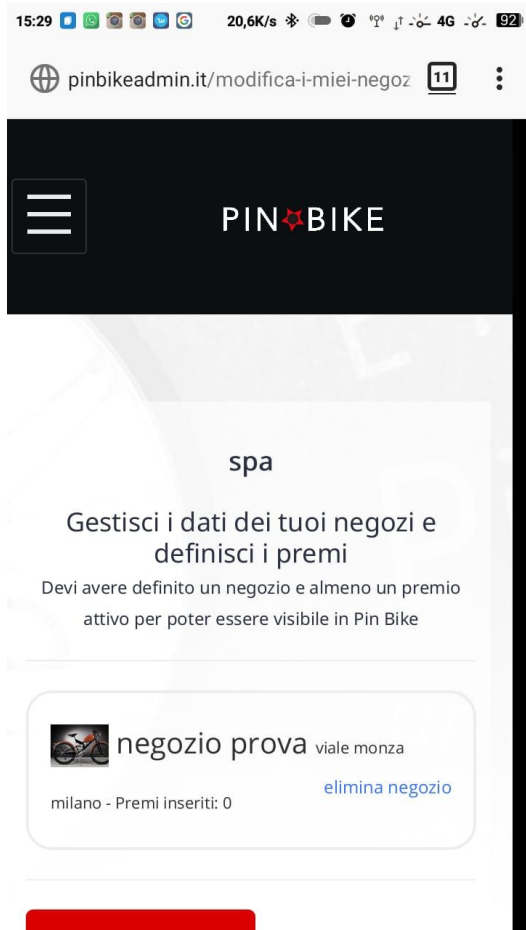 15:29 20,6K/s 4G 92
pinbikeadmin.it/modifica-i-miei-negoz 11
PIN BIKE
spa
Gestisci i dati dei tuoi negozi e
definisci i premi
Devi avere definito un negozio e almeno un premio
attivo per poter essere visibile in Pin Bike
negozio prova viale monza
milano - Premi inseriti: 0 elimina negozio